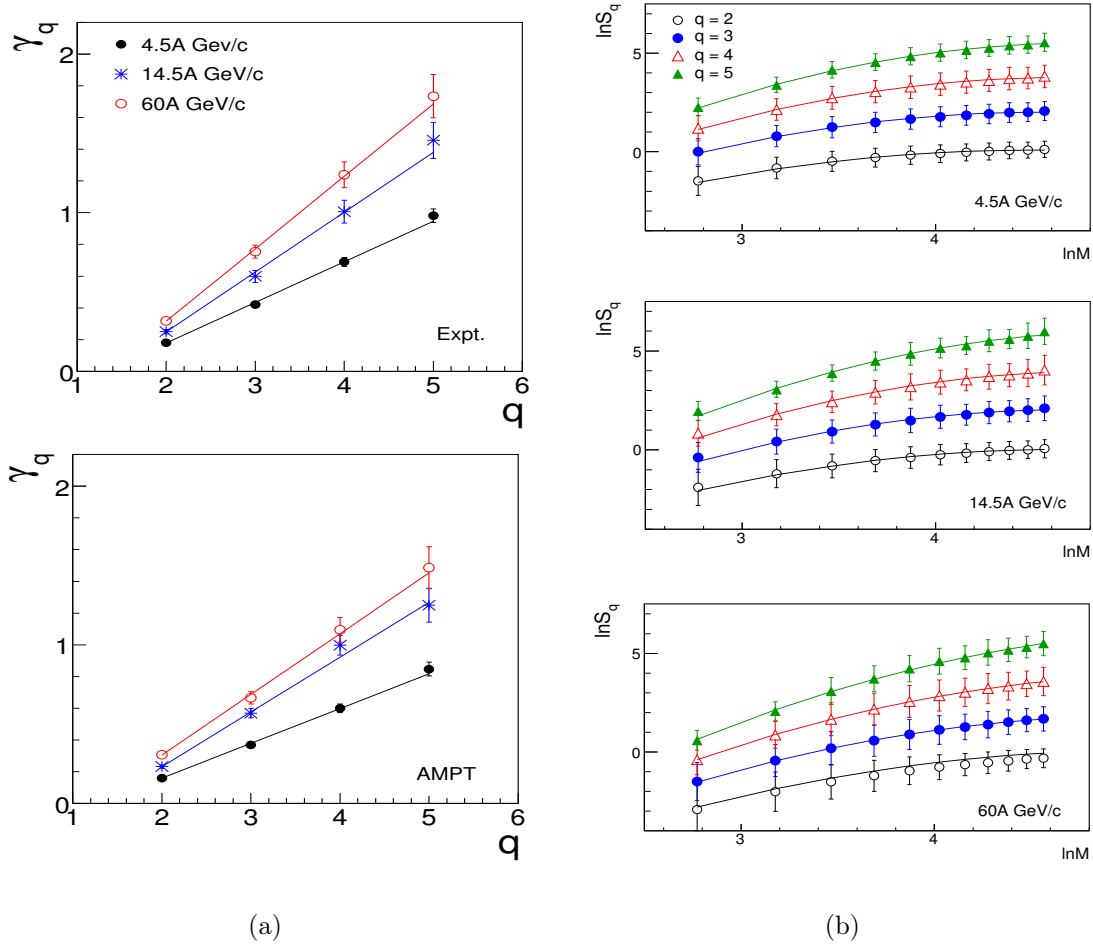 γq
2
1
0
4.5A Gev/c
14.5A GeV/c
60A GeV/c
Expt.
1 2 3 4 5 6
q
γq
2
1
0
AMPT
1 2 3 4 5 6
q
(a)
lnSq
5
0
q = 2
q = 3
q = 4
q = 5
4.5A GeV/c
3 4
lnM
lnSq
5
0
14.5A GeV/c
3 4
lnM
lnSq
5
0
60A GeV/c
3 4
lnM
(b)